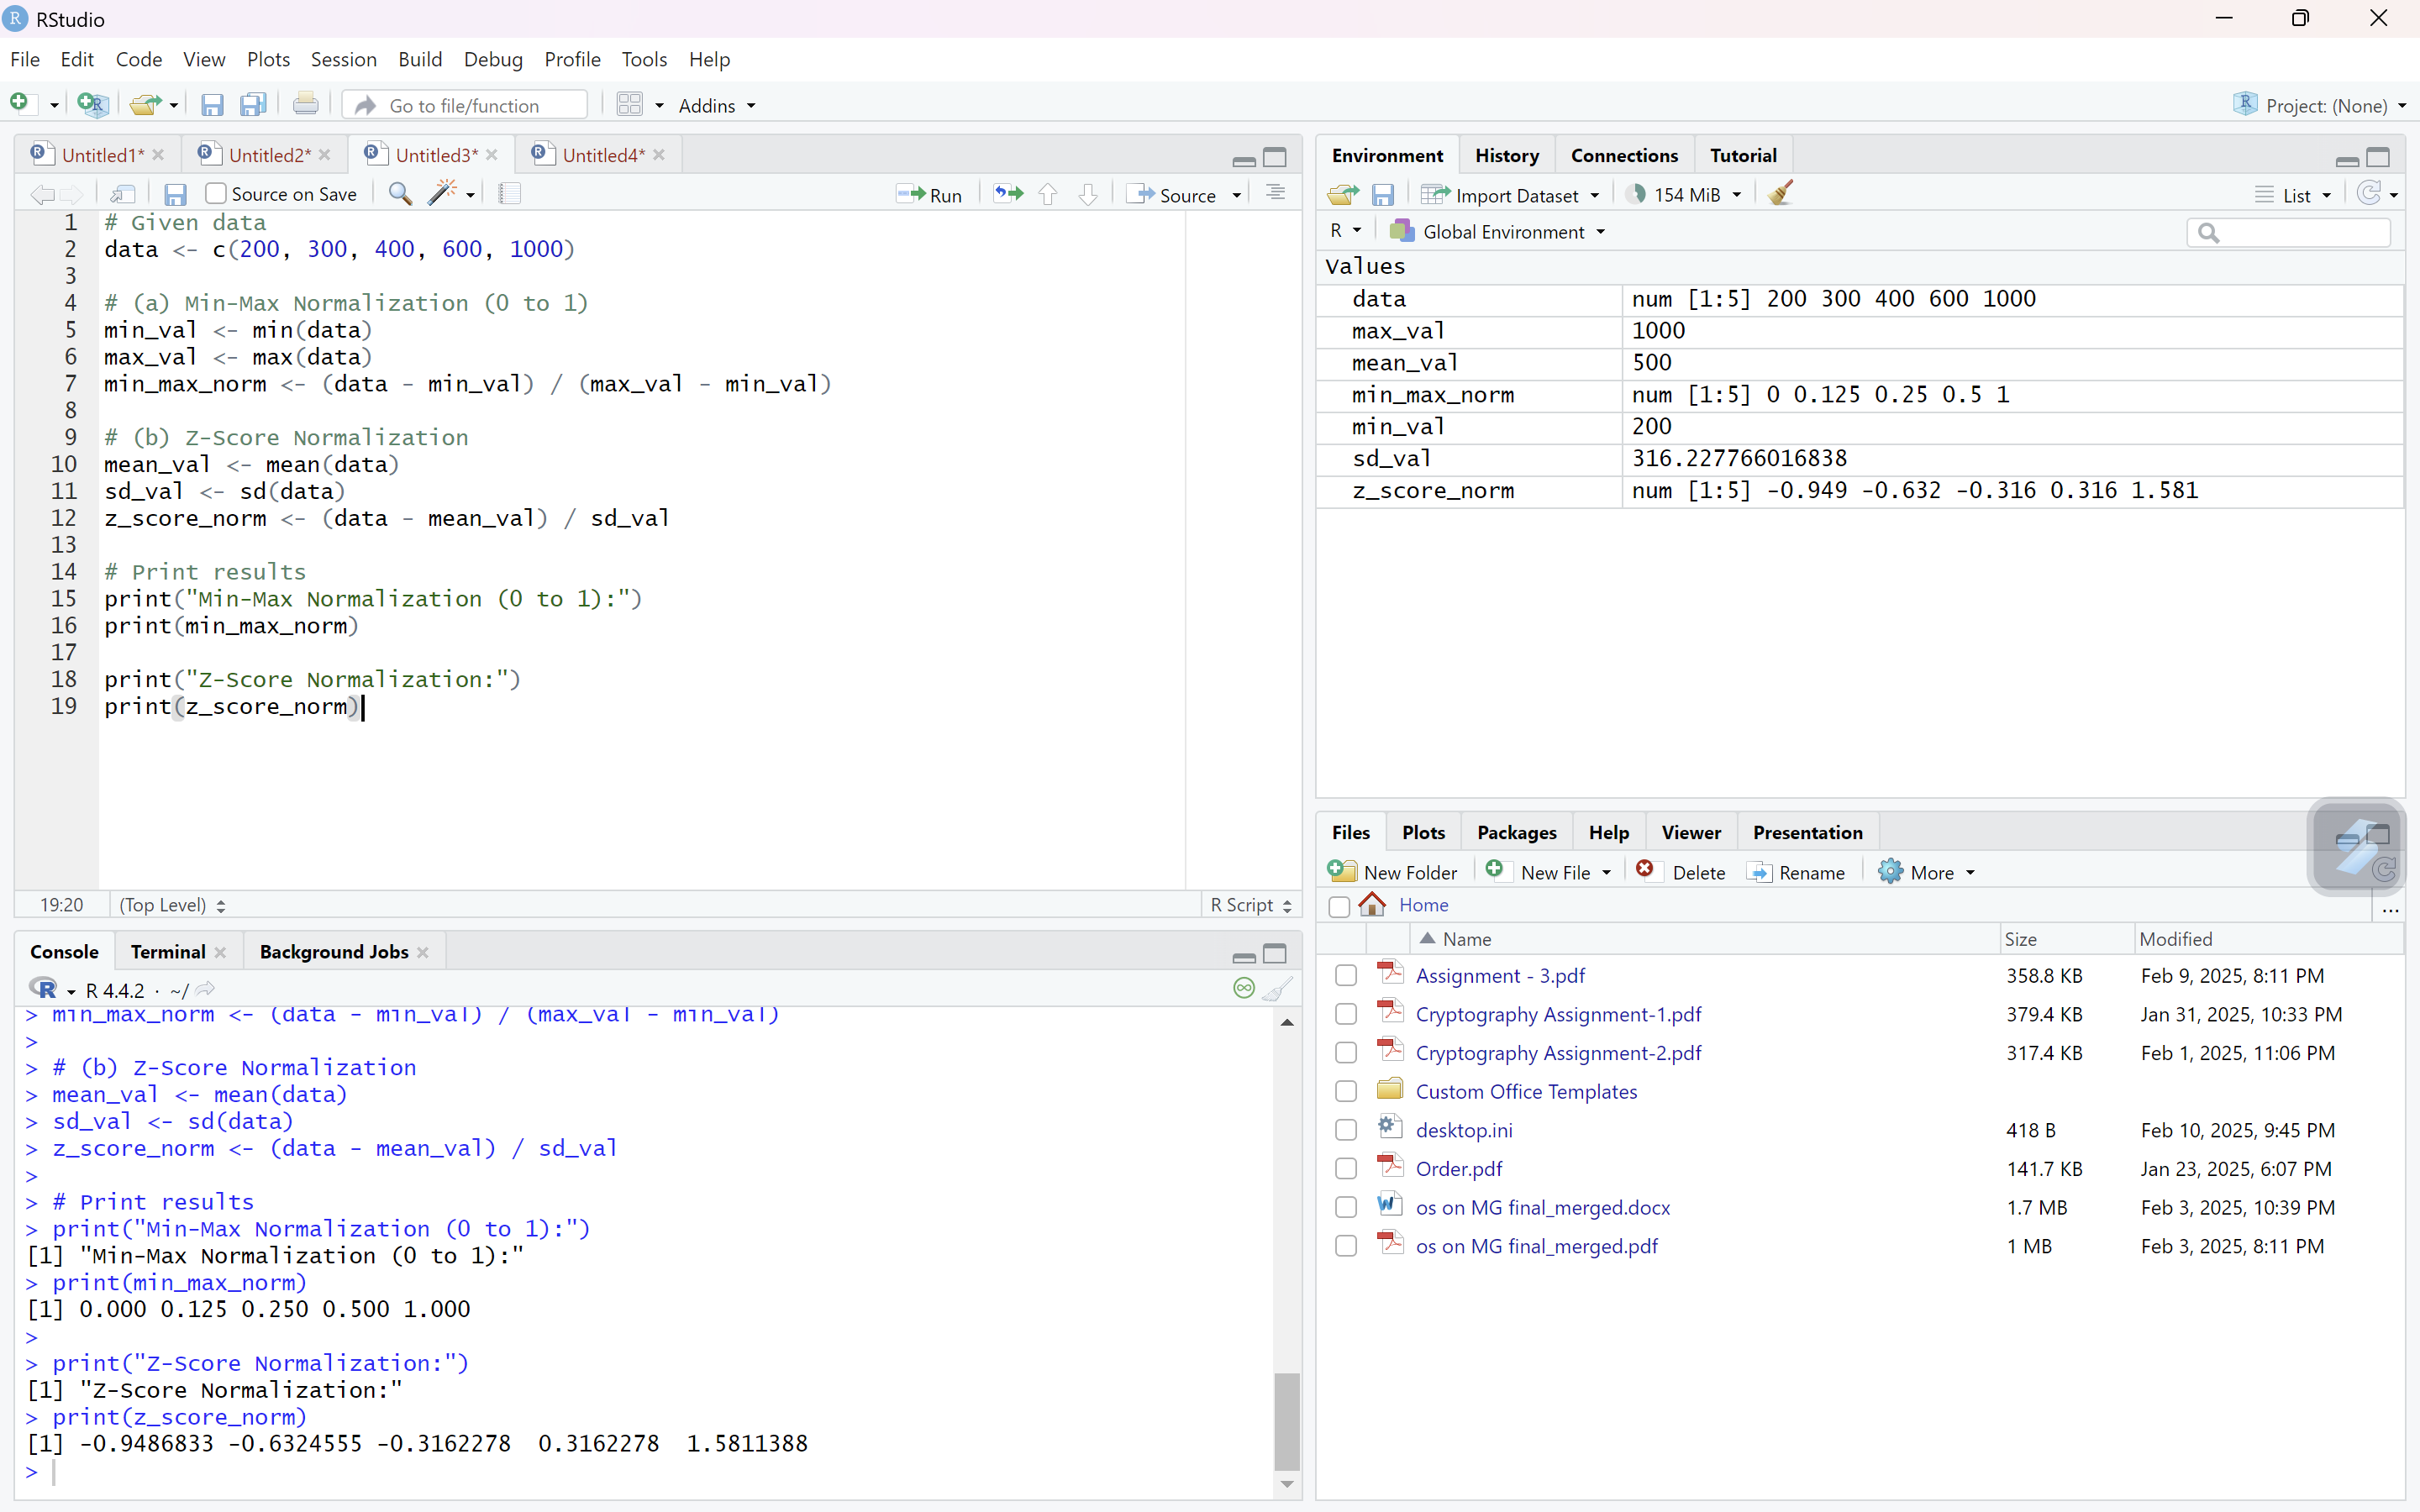 RStudio
File Edit Code View Plots Session Build Debug Profile Tools Help
Go to file/function Addins Project: (None)
Untitled1* Untitled2* Untitled3* Untitled4*
Source on Save Run Source
1 # Given data
2 data <- c(200, 300, 400, 600, 1000)
3
4 # (a) Min-Max Normalization (0 to 1)
5 min_val <- min(data)
6 max_val <- max(data)
7 min_max_norm <- (data - min_val) / (max_val - min_val)
8
9 # (b) Z-Score Normalization
10 mean_val <- mean(data)
11 sd_val <- sd(data)
12 z_score_norm <- (data - mean_val) / sd_val
13
14 # Print results
15 print("Min-Max Normalization (0 to 1):")
16 print(min_max_norm)
17
18 print("Z-Score Normalization:")
19 print(z_score_norm)
19:20 (Top Level) R Script
Console Terminal Background Jobs
R 4.4.2 · ~/
> min_max_norm <- (data - min_val) / (max_val - min_val)
>
> # (b) Z-Score Normalization
> mean_val <- mean(data)
> sd_val <- sd(data)
> z_score_norm <- (data - mean_val) / sd_val
>
> # Print results
> print("Min-Max Normalization (0 to 1):")
[1] "Min-Max Normalization (0 to 1):"
> print(min_max_norm)
[1] 0.000 0.125 0.250 0.500 1.000
>
> print("Z-Score Normalization:")
[1] "Z-Score Normalization:"
> print(z_score_norm)
[1] -0.9486833 -0.6324555 -0.3162278  0.3162278  1.5811388
>
Environment History Connections Tutorial
Import Dataset 154 MiB List
R Global Environment
Values
data num [1:5] 200 300 400 600 1000
max_val 1000
mean_val 500
min_max_norm num [1:5] 0 0.125 0.25 0.5 1
min_val 200
sd_val 316.227766016838
z_score_norm num [1:5] -0.949 -0.632 -0.316 0.316 1.581
Files Plots Packages Help Viewer Presentation
New Folder New File Delete Rename More
Home ...
Name Size Modified
Assignment - 3.pdf 358.8 KB Feb 9, 2025, 8:11 PM
Cryptography Assignment-1.pdf 379.4 KB Jan 31, 2025, 10:33 PM
Cryptography Assignment-2.pdf 317.4 KB Feb 1, 2025, 11:06 PM
Custom Office Templates
desktop.ini 418 B Feb 10, 2025, 9:45 PM
Order.pdf 141.7 KB Jan 23, 2025, 6:07 PM
os on MG final_merged.docx 1.7 MB Feb 3, 2025, 10:39 PM
os on MG final_merged.pdf 1 MB Feb 3, 2025, 8:11 PM